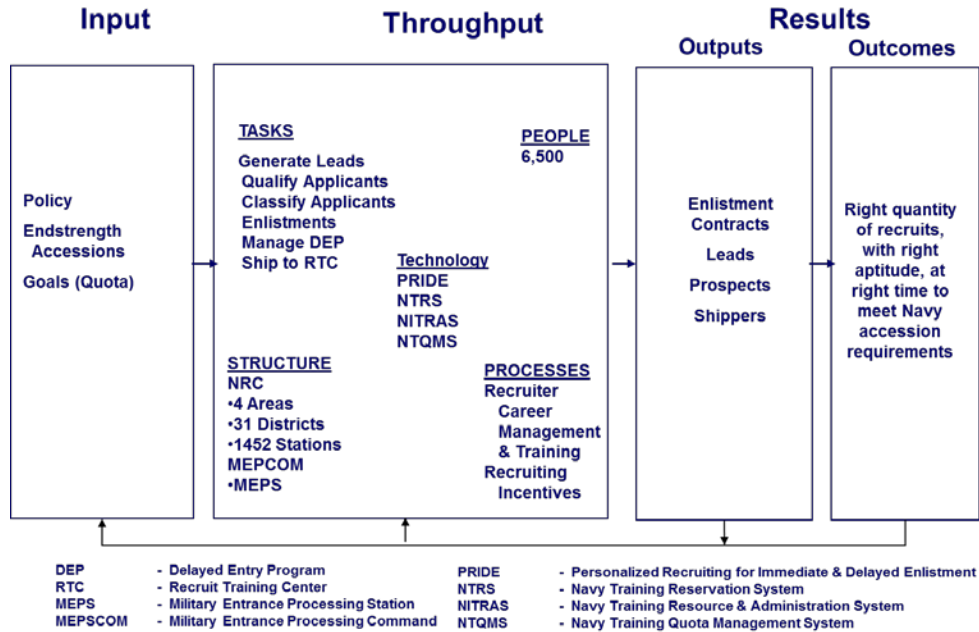 Input
Throughput
Results
Outputs
Outcomes
Policy
Endstrength
Accessions
Goals (Quota)
TASKS
Generate Leads
Qualify Applicants
Classify Applicants
Enlistments
Manage DEP
Ship to RTC
PEOPLE
6,500
Technology
PRIDE
NTRS
NITRAS
NTQMS
STRUCTURE
NRC
•4 Areas
•31 Districts
•1452 Stations
MEPCOM
•MEPS
PROCESSES
Recruiter
Career
Management
& Training
Recruiting
Incentives
Enlistment
Contracts
Leads
Prospects
Shippers
Right quantity
of recruits,
with right
aptitude, at
right time to
meet Navy
accession
requirements
DEP - Delayed Entry Program
RTC - Recruit Training Center
MEPS - Military Entrance Processing Station
MEPSCOM - Military Entrance Processing Command
PRIDE - Personalized Recruiting for Immediate & Delayed Enlistment
NTRS - Navy Training Reservation System
NITRAS - Navy Training Resource & Administration System
NTQMS - Navy Training Quota Management System